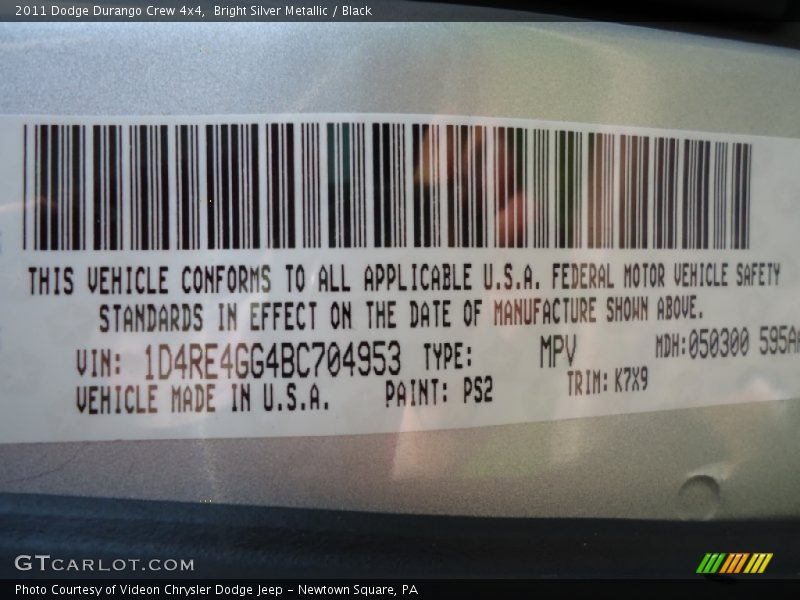 2011 Dodge Durango Crew 4x4,  Bright Silver Metallic / Black
THIS VEHICLE CONFORMS TO ALL APPLICABLE U.S.A. FEDERAL MOTOR VEHICLE SAFETY
STANDARDS IN EFFECT ON THE DATE OF MANUFACTURE SHOWN ABOVE.
VIN: 1D4RE4GG4BC704953 TYPE: MPV MDH:050300 595A
VEHICLE MADE IN U.S.A. PAINT: PS2 TRIM: K7X9
GTCARLOT.COM
Photo Courtesy of Videon Chrysler Dodge Jeep - Newtown Square, PA